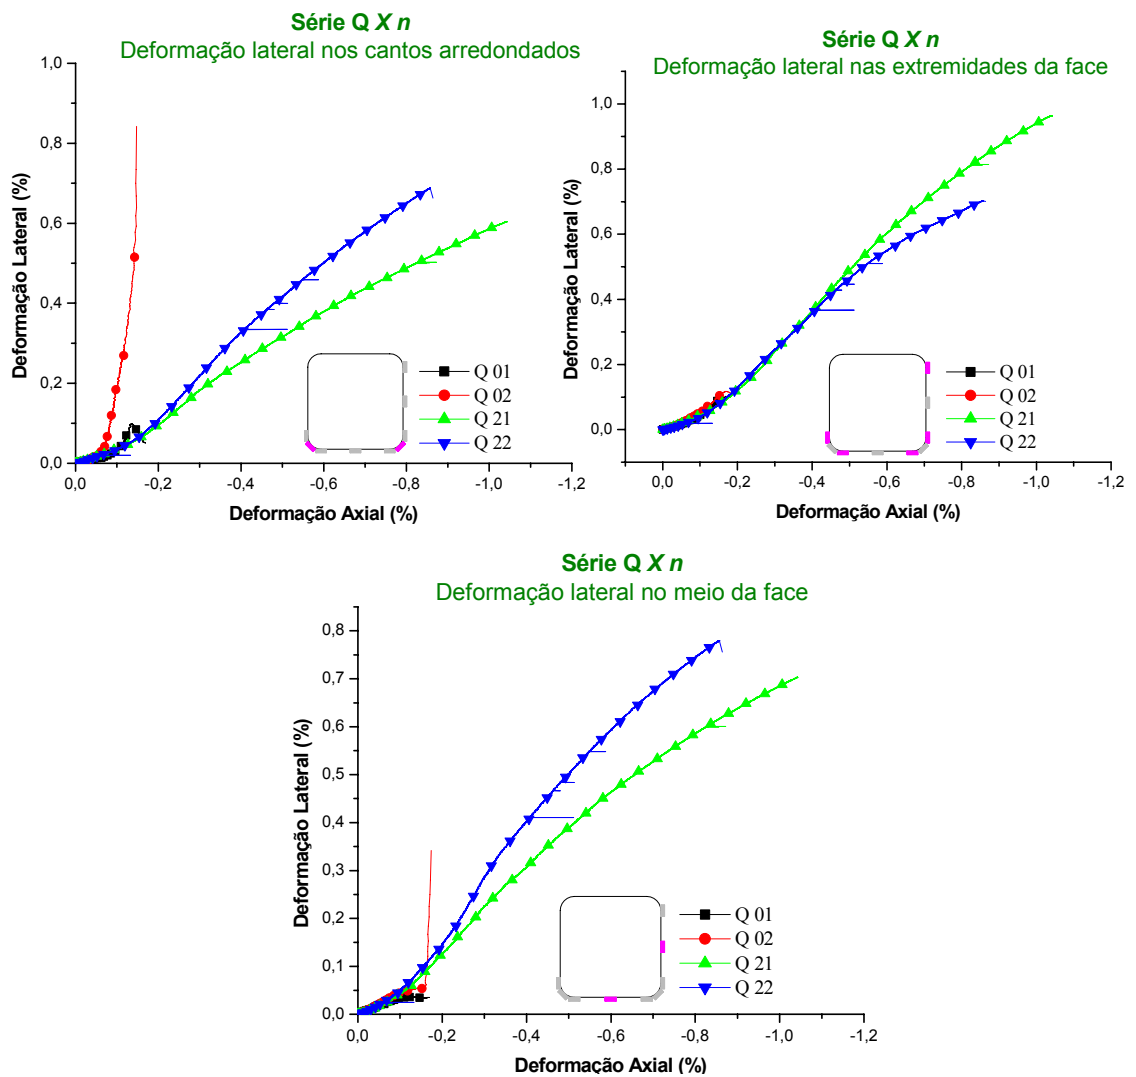 Série Q X n
Deformação lateral nos cantos arredondados
1,0
0,8
0,6
0,4
0,2
0,0
Deformação Lateral (%)
0,0 -0,2 -0,4 -0,6 -0,8 -1,0 -1,2
Deformação Axial (%)
Q 01
Q 02
Q 21
Q 22
Série Q X n
Deformação lateral nas extremidades da face
1,0
0,8
0,6
0,4
0,2
0,0
Deformação Lateral (%)
0,0 -0,2 -0,4 -0,6 -0,8 -1,0 -1,2
Deformação Axial (%)
Q 01
Q 02
Q 21
Q 22
Série Q X n
Deformação lateral no meio da face
0,8
0,7
0,6
0,5
0,4
0,3
0,2
0,1
0,0
Deformação Lateral (%)
0,0 -0,2 -0,4 -0,6 -0,8 -1,0 -1,2
Deformação Axial (%)
Q 01
Q 02
Q 21
Q 22